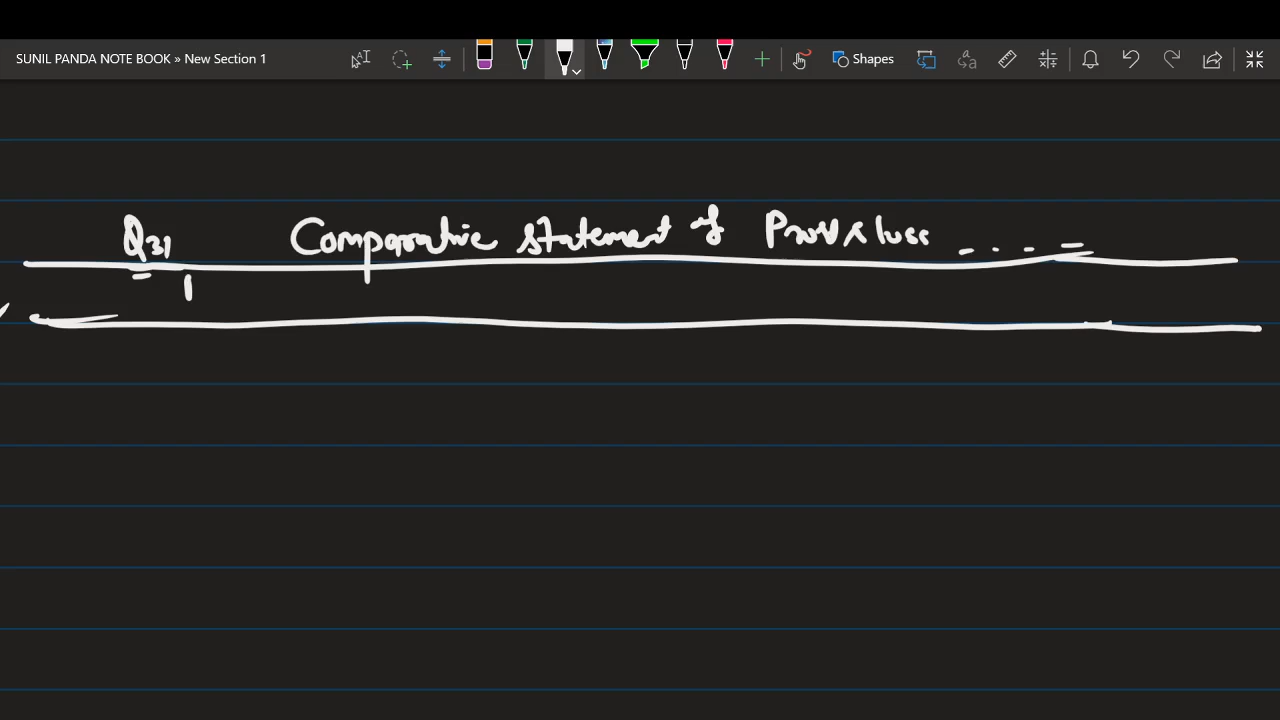 SUNIL PANDA NOTE BOOK » New Section 1
Shapes
Q31 Comparative statement of Profit & loss ....